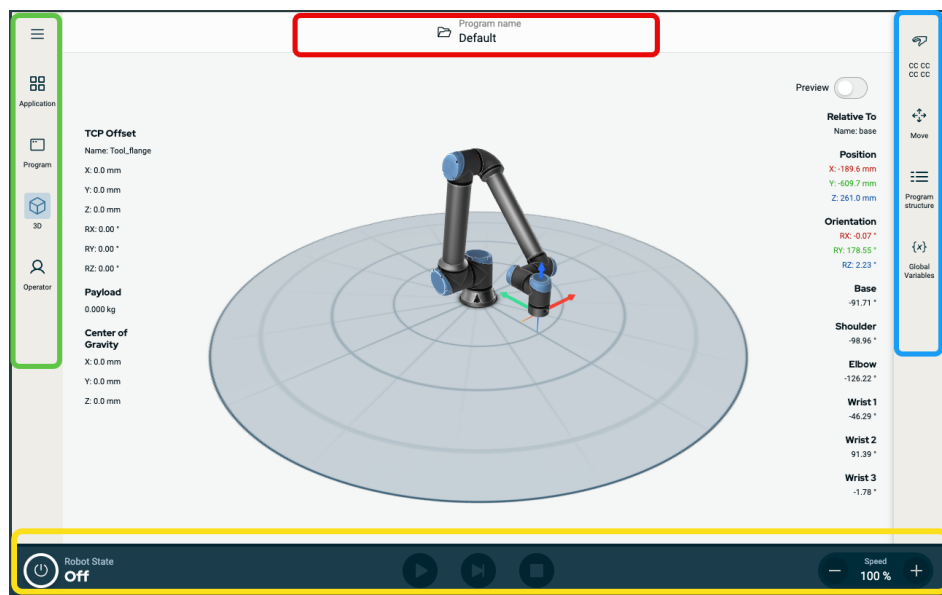 Program name
Default
Application
Program
3D
Operator
TCP Offset
Name: Tool_flange
X: 0.0 mm
Y: 0.0 mm
Z: 0.0 mm
RX: 0.00 °
RY: 0.00 °
RZ: 0.00 °
Payload
0.000 kg
Center of
Gravity
X: 0.0 mm
Y: 0.0 mm
Z: 0.0 mm
Preview
Relative To
Name: base
Position
X: -189.6 mm
Y: -609.7 mm
Z: 261.0 mm
Orientation
RX: -0.07 °
RY: 178.55 °
RZ: 2.23 °
Base
-91.71 °
Shoulder
-98.96 °
Elbow
-126.22 °
Wrist 1
-46.29 °
Wrist 2
91.39 °
Wrist 3
-1.78 °
CC CC
CC CC
Move
Program
structure
{x}
Global
Variables
Robot State
Off
Speed
100 %